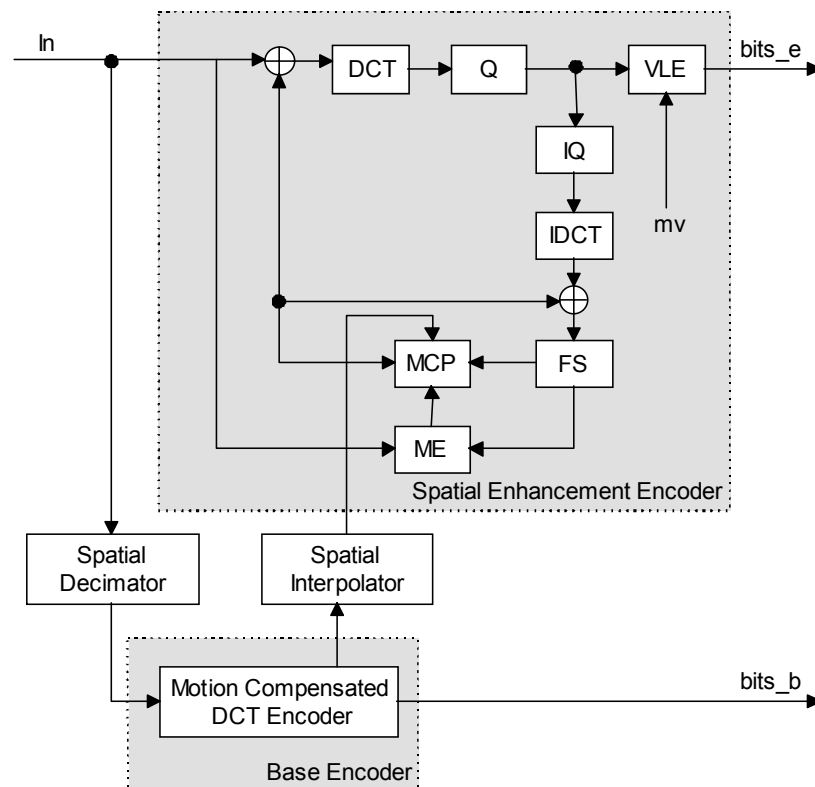 In
bits_e
DCT
Q
VLE
IQ
mv
IDCT
MCP
FS
ME
Spatial Enhancement Encoder
Spatial
Decimator
Spatial
Interpolator
Motion Compensated
DCT Encoder
bits_b
Base Encoder